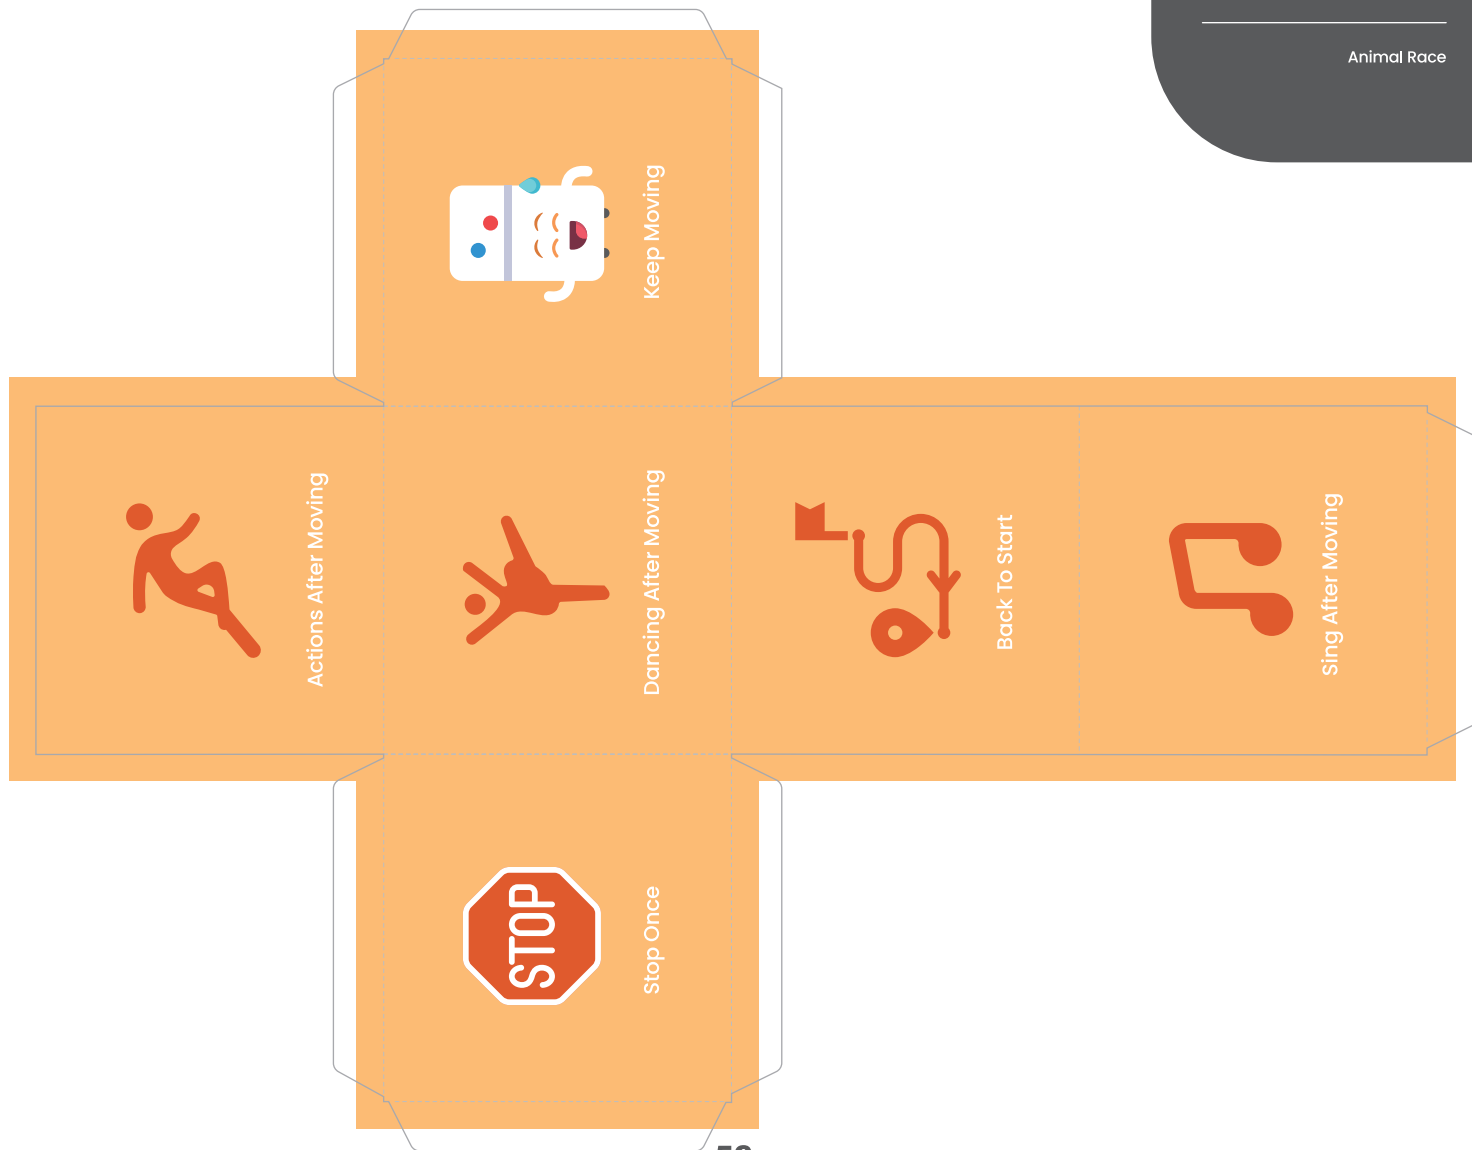 Animal Race
Keep Moving
Actions After Moving
Dancing After Moving
Back To Start
Sing After Moving
STOP
Stop Once